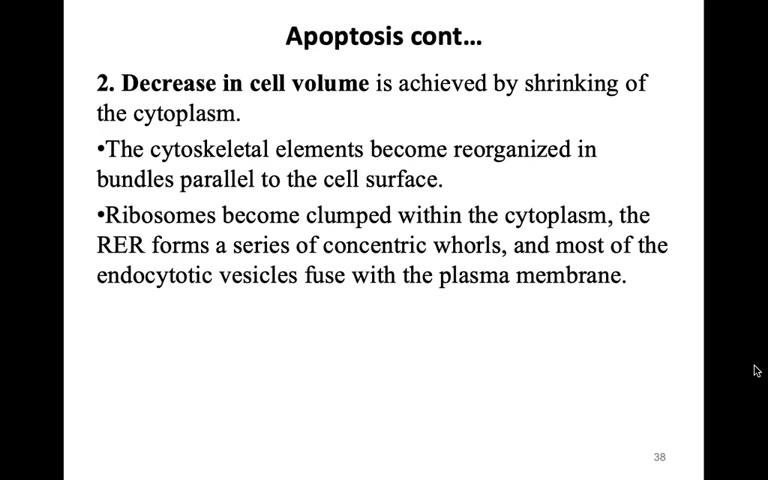 Apoptosis cont…
2. Decrease in cell volume is achieved by shrinking of
the cytoplasm.
•The cytoskeletal elements become reorganized in
bundles parallel to the cell surface.
•Ribosomes become clumped within the cytoplasm, the
RER forms a series of concentric whorls, and most of the
endocytotic vesicles fuse with the plasma membrane.
38